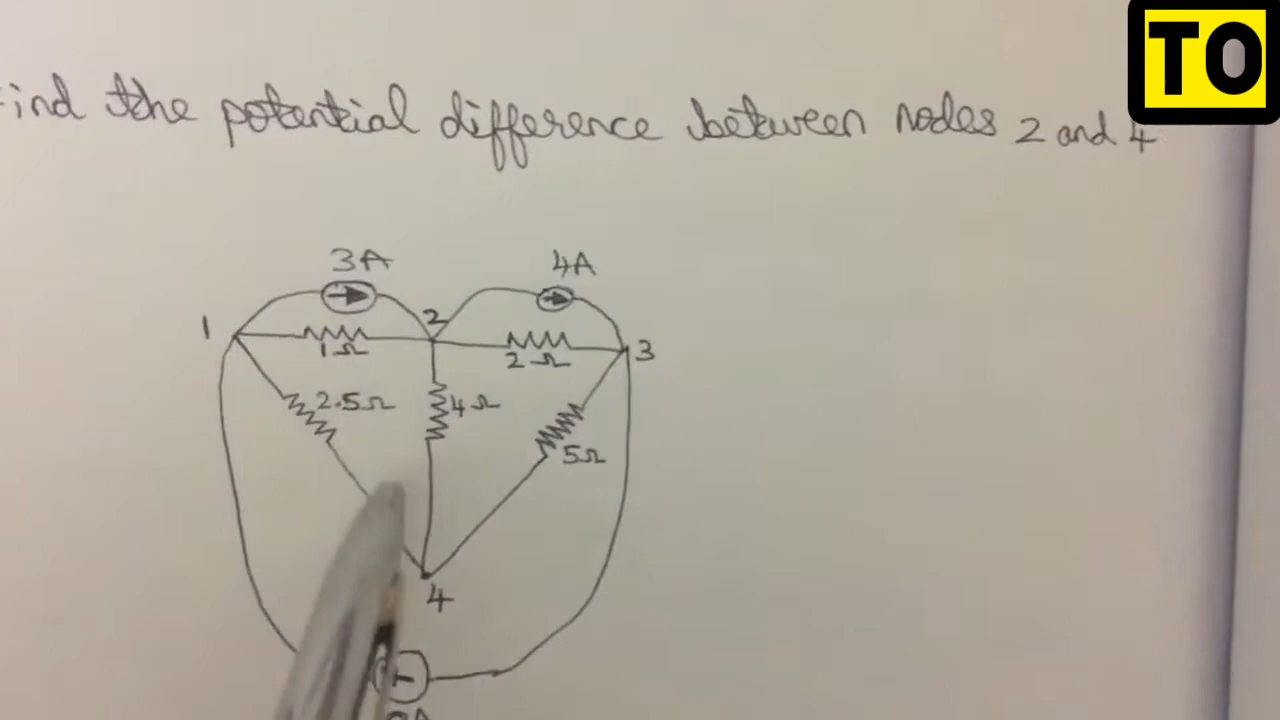 TO
ind the potential difference between nodes 2 and 4
3A
4A
1
2
3
1Ω
2Ω
2.5Ω
4Ω
5Ω
4